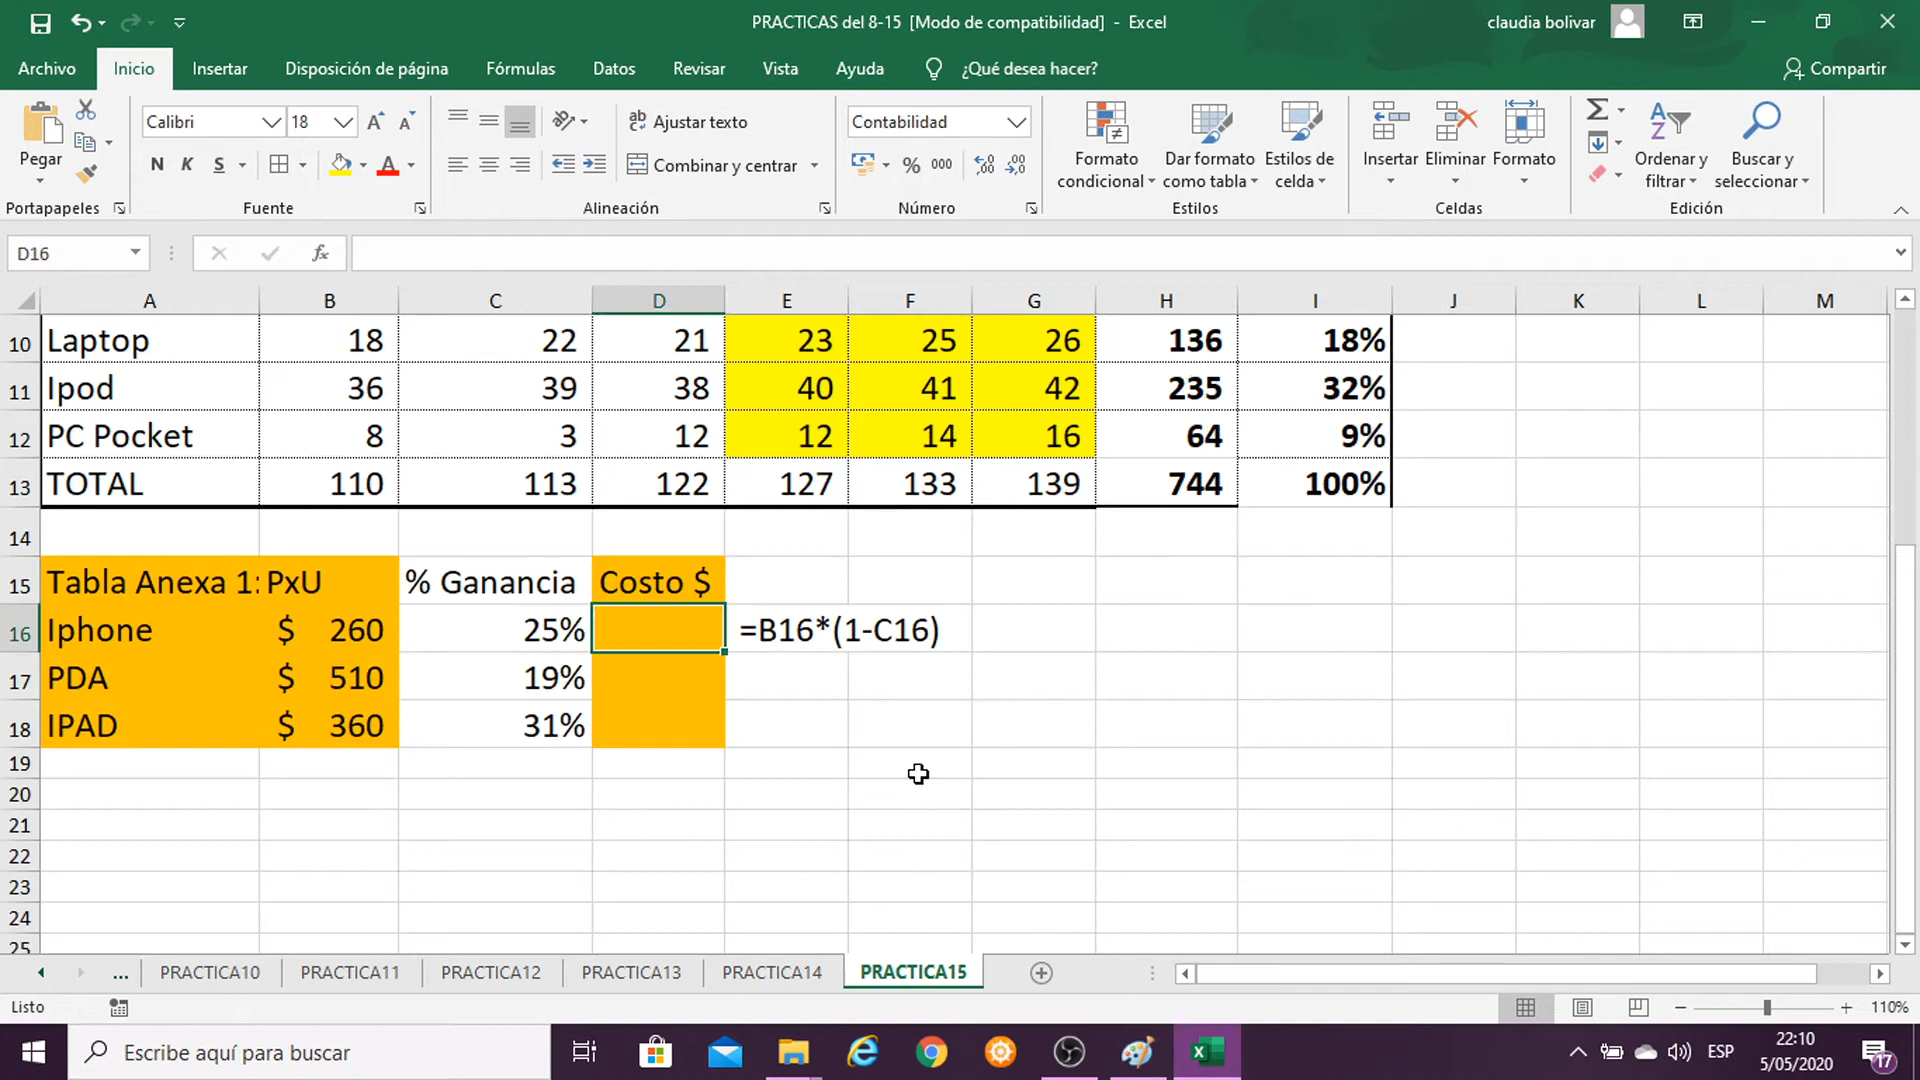 PRACTICAS del 8-15 [Modo de compatibilidad] - Excel
claudia bolivar
Archivo Inicio Insertar Disposición de página Fórmulas Datos Revisar Vista Ayuda ¿Qué desea hacer? Compartir
Calibri 18 Ajustar texto Contabilidad
Pegar
N K S A Combinar y centrar % 000
Formato condicional
Dar formato como tabla
Estilos de celda
Insertar Eliminar Formato
Ordenar y filtrar
Buscar y seleccionar
Portapapeles Fuente Alineación Número Estilos Celdas Edición
D16 fx
A B C D E F G H I J K L M
10 Laptop 18 22 21 23 25 26 136 18%
11 Ipod 36 39 38 40 41 42 235 32%
12 PC Pocket 8 3 12 12 14 16 64 9%
13 TOTAL 110 113 122 127 133 139 744 100%
14
15 Tabla Anexa 1: PxU % Ganancia Costo $
16 Iphone $ 260 25% =B16*(1-C16)
17 PDA $ 510 19%
18 IPAD $ 360 31%
19
20
21
22
23
24
25
... PRACTICA10 PRACTICA11 PRACTICA12 PRACTICA13 PRACTICA14 PRACTICA15
Listo 110%
Escribe aquí para buscar
ESP
22:10
5/05/2020
17